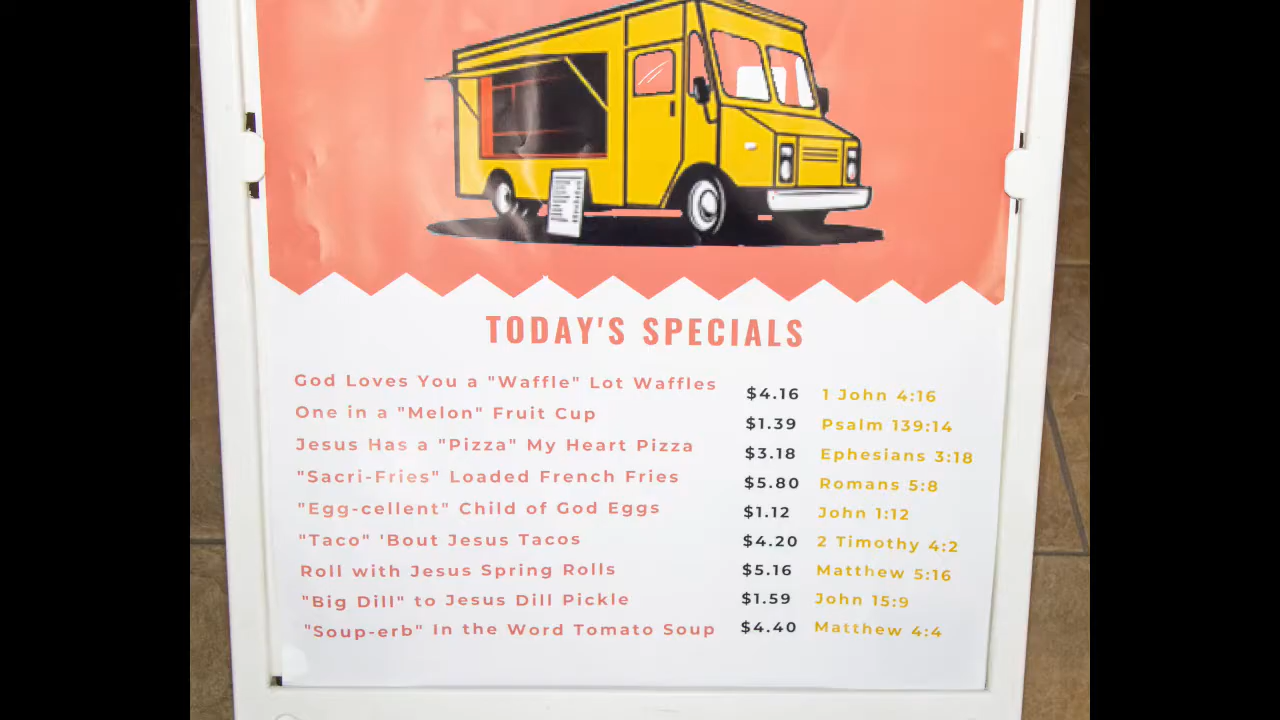 TODAY'S SPECIALS
God Loves You a "Waffle" Lot Waffles $4.16 1 John 4:16
One in a "Melon" Fruit Cup $1.39 Psalm 139:14
Jesus Has a "Pizza" My Heart Pizza $3.18 Ephesians 3:18
"Sacri-Fries" Loaded French Fries $5.80 Romans 5:8
"Egg-cellent" Child of God Eggs $1.12 John 1:12
"Taco" 'Bout Jesus Tacos $4.20 2 Timothy 4:2
Roll with Jesus Spring Rolls $5.16 Matthew 5:16
"Big Dill" to Jesus Dill Pickle $1.59 John 15:9
"Soup-erb" In the Word Tomato Soup $4.40 Matthew 4:4